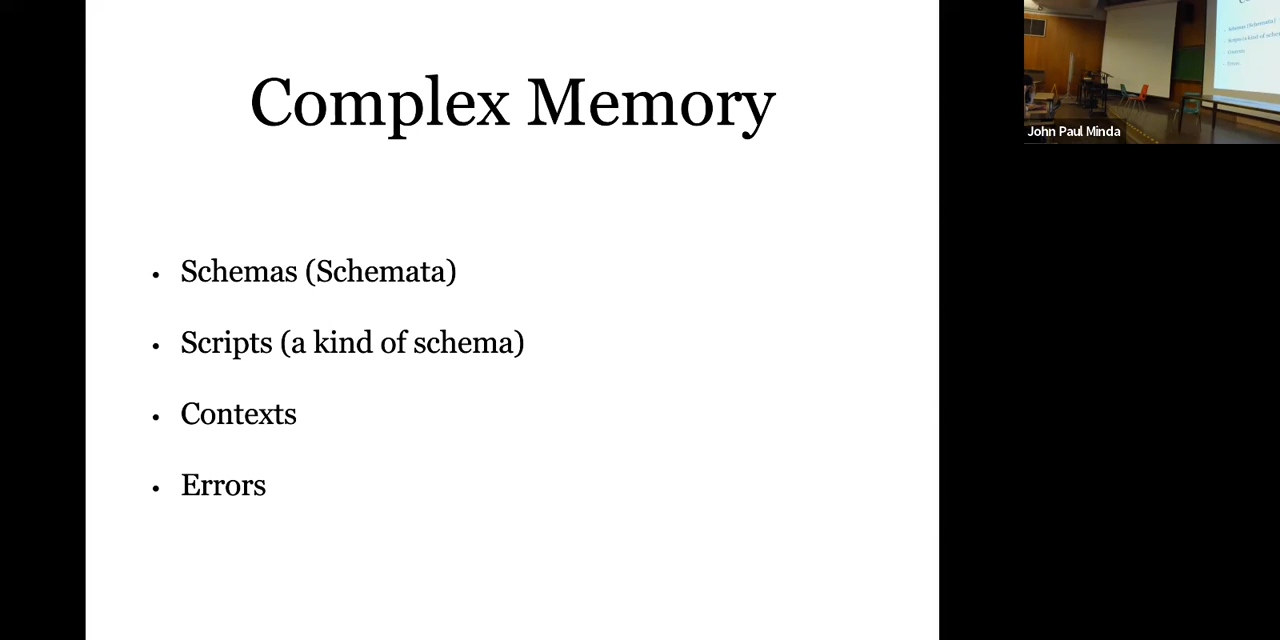 Complex Memory
• Schemas (Schemata)
• Scripts (a kind of schema)
• Contexts
• Errors
John Paul Minda